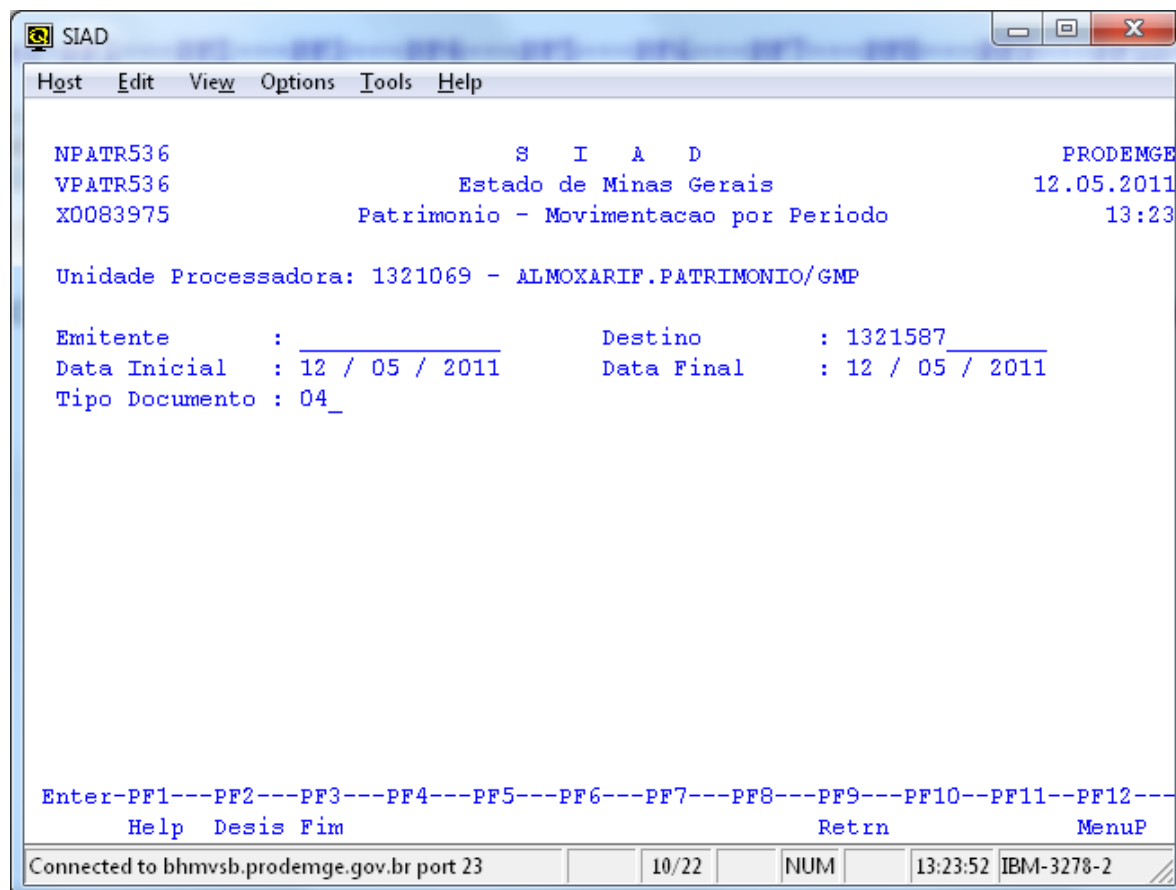 SIAD
Host Edit View Options Tools Help
NPATR536 S I A D PRODEMGE
VPATR536 Estado de Minas Gerais 12.05.2011
X0083975 Patrimonio - Movimentacao por Periodo 13:23
Unidade Processadora: 1321069 - ALMOXARIF.PATRIMONIO/GMP
Emitente : ____________ Destino : 1321587______
Data Inicial : 12 / 05 / 2011 Data Final : 12 / 05 / 2011
Tipo Documento : 04_
Enter-PF1---PF2---PF3---PF4---PF5---PF6---PF7---PF8---PF9---PF10--PF11--PF12---
Help Desis Fim Retrn MenuP
Connected to bhmvsb.prodemge.gov.br port 23 10/22 NUM 13:23:52 IBM-3278-2